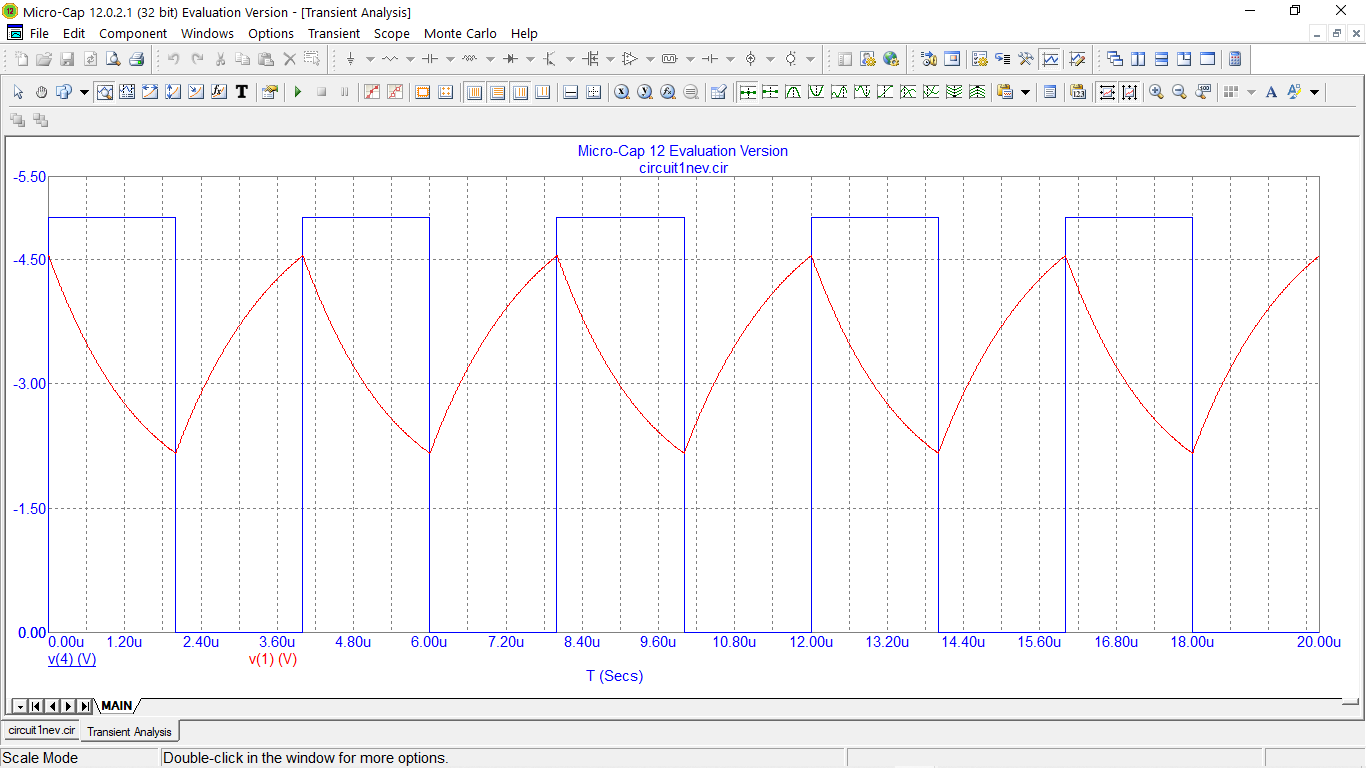 Micro-Cap 12.0.2.1 (32 bit) Evaluation Version - [Transient Analysis]
File Edit Component Windows Options Transient Scope Monte Carlo Help
Micro-Cap 12 Evaluation Version
circuit1nev.cir
-5.50
-4.50
-3.00
-1.50
0.00
0.00u 1.20u 2.40u 3.60u 4.80u 6.00u 7.20u 8.40u 9.60u 10.80u 12.00u 13.20u 14.40u 15.60u 16.80u 18.00u 20.00u
v(4) (V) v(1) (V)
T (Secs)
MAIN
circuit1nev.cir Transient Analysis
Scale Mode Double-click in the window for more options.